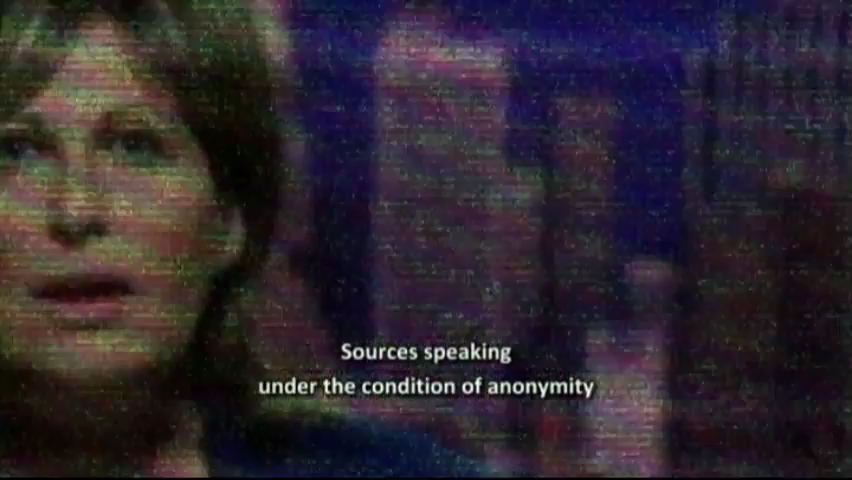 Sources speaking
under the condition of anonymity